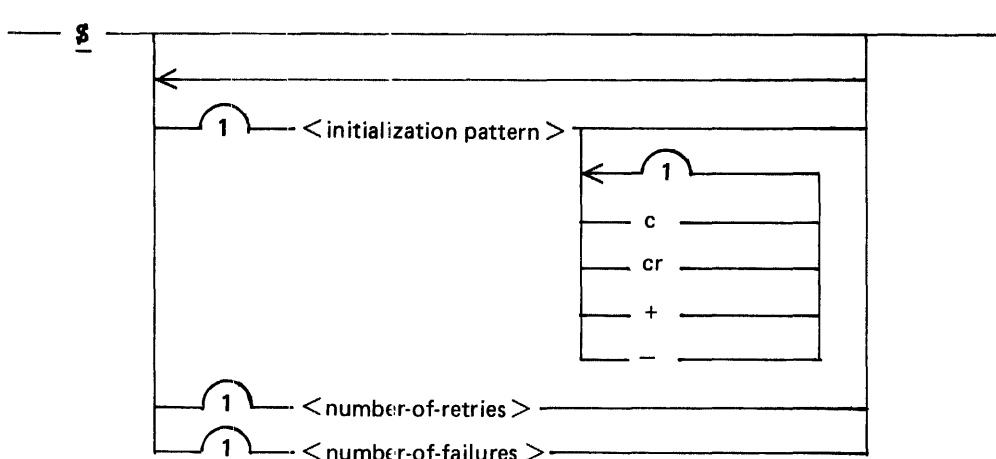 1 <initialization pattern>
1
c
cr
+
−
1 <number-of-retries>
1 <number-of-failures>